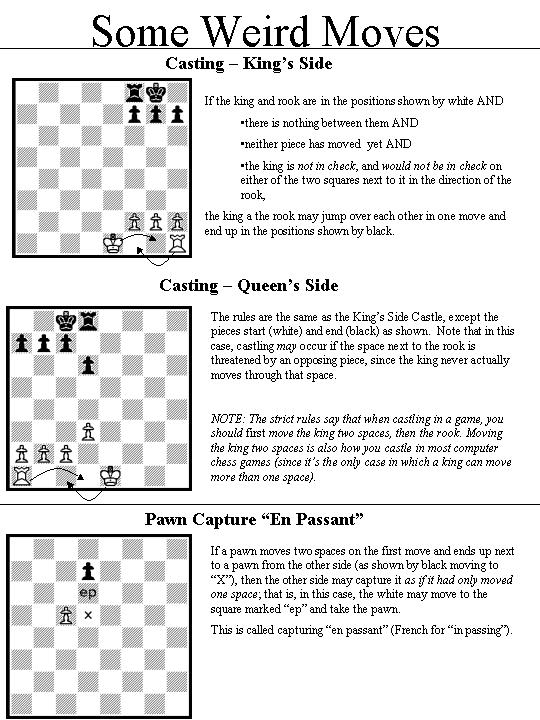 Some Weird Moves
Casting – King's Side
If the king and rook are in the positions shown by white AND
•there is nothing between them AND
•neither piece has moved yet AND
•the king is not in check, and would not be in check on
either of the two squares next to it in the direction of the
rook,
the king a the rook may jump over each other in one move and
end up in the positions shown by black.
Casting – Queen's Side
The rules are the same as the King's Side Castle, except the
pieces start (white) and end (black) as shown. Note that in this
case, castling may occur if the space next to the rook is
threatened by an opposing piece, since the king never actually
moves through that space.
NOTE: The strict rules say that when castling in a game, you
should first move the king two spaces, then the rook. Moving
the king two spaces is also how you castle in most computer
chess games (since it's the only case in which a king can move
more than one space).
Pawn Capture “En Passant”
If a pawn moves two spaces on the first move and ends up next
to a pawn from the other side (as shown by black moving to
“X”), then the other side may capture it as if it had only moved
one space; that is, in this case, the white may move to the
square marked “ep” and take the pawn.
This is called capturing “en passant” (French for “in passing”).
ep
x